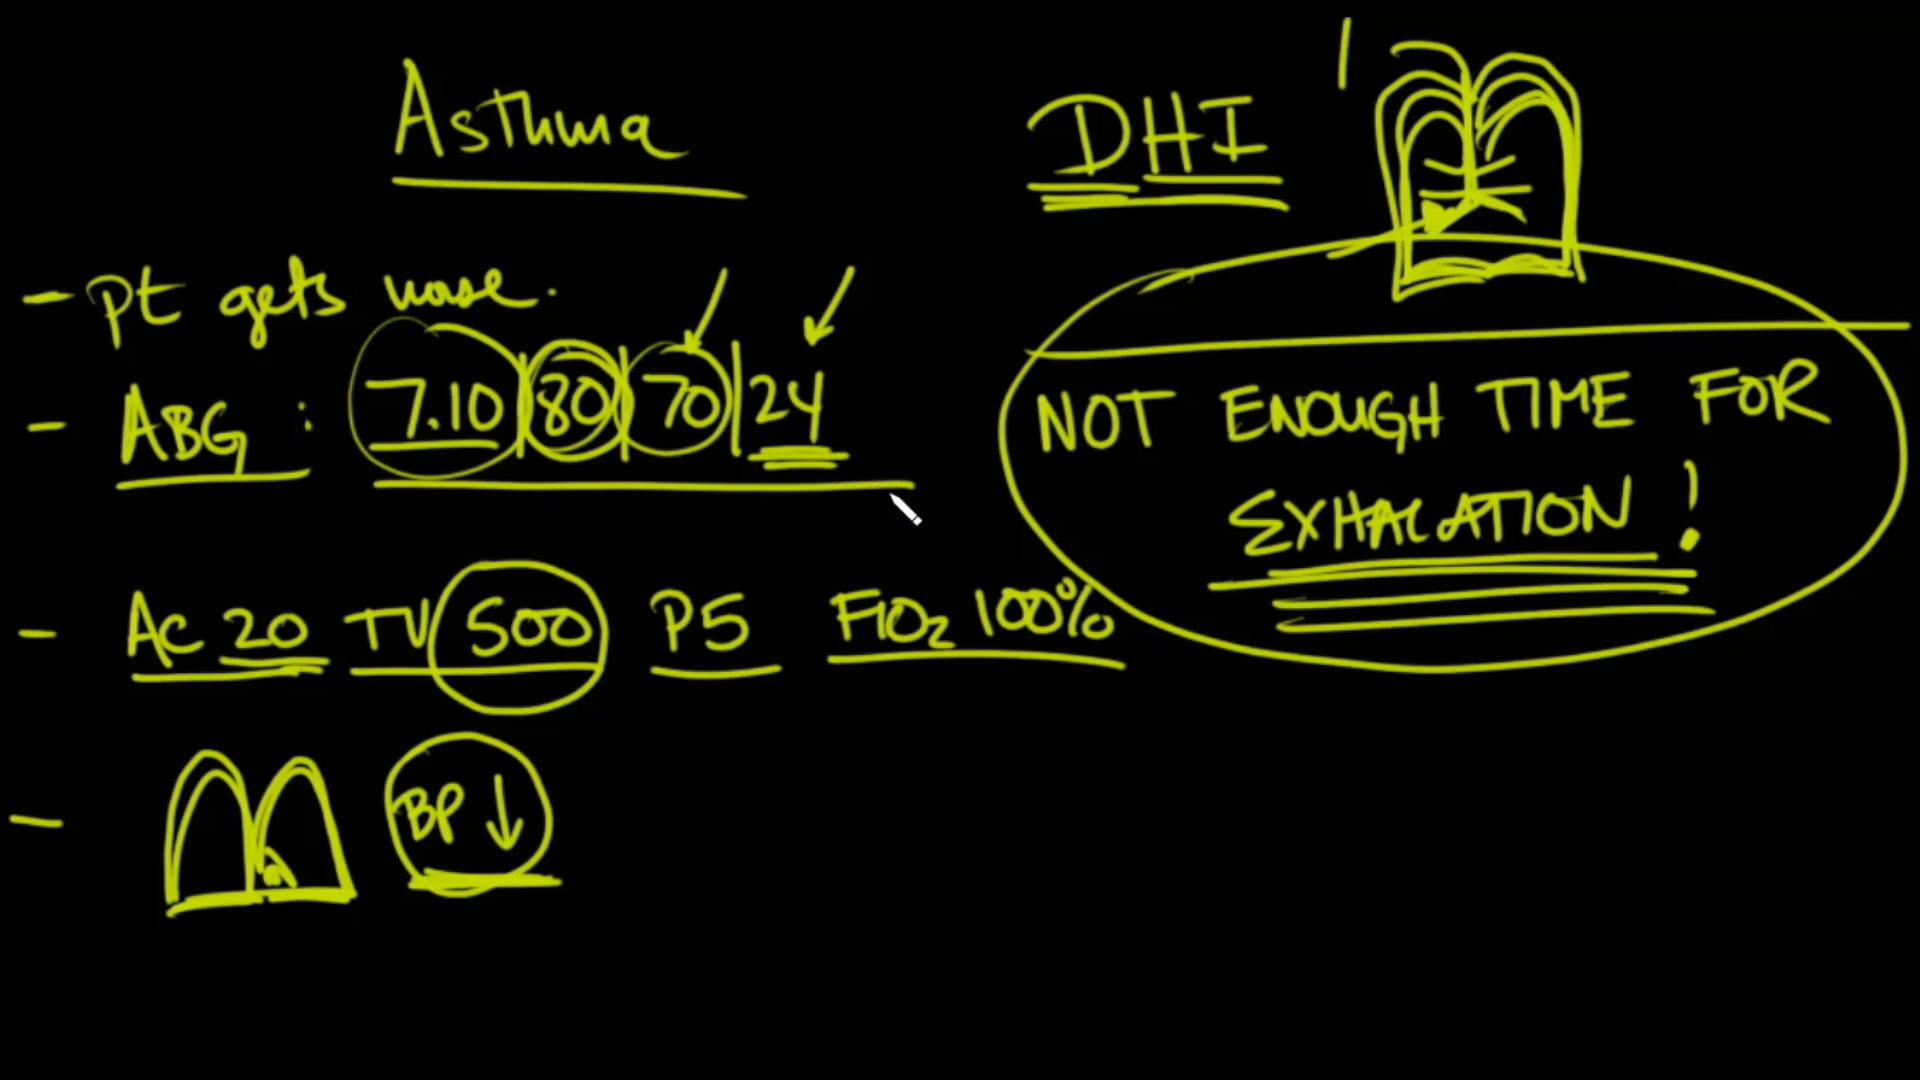 Asthma
DHI
- Pt gets worse.
- ABG : 7.10 | 80 | 70 | 24
- AC 20 TV 500 P5 FIO2 100%
- BP ↓
NOT ENOUGH TIME FOR
EXHALATION!